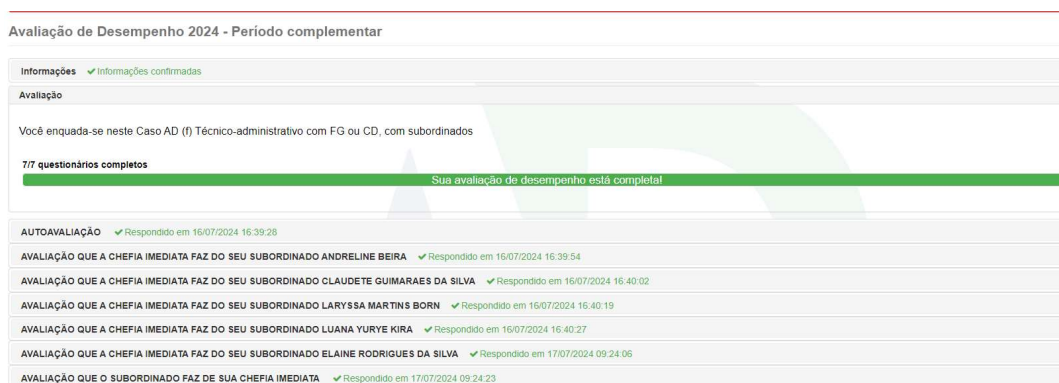 Avaliação de Desempenho 2024 - Período complementar
Informações ✔ Informações confirmadas
Avaliação
Você enquada-se neste Caso AD (f) Técnico-administrativo com FG ou CD, com subordinados
7/7 questionários completos
Sua avaliação de desempenho está completa!
AUTOAVALIAÇÃO ✔ Respondido em 16/07/2024 16:39:28
AVALIAÇÃO QUE A CHEFIA IMEDIATA FAZ DO SEU SUBORDINADO ANDRELINE BEIRA ✔ Respondido em 16/07/2024 16:39:54
AVALIAÇÃO QUE A CHEFIA IMEDIATA FAZ DO SEU SUBORDINADO CLAUDETE GUIMARAES DA SILVA ✔ Respondido em 16/07/2024 16:40:02
AVALIAÇÃO QUE A CHEFIA IMEDIATA FAZ DO SEU SUBORDINADO LARYSSA MARTINS BORN ✔ Respondido em 16/07/2024 16:40:19
AVALIAÇÃO QUE A CHEFIA IMEDIATA FAZ DO SEU SUBORDINADO LUANA YURYE KIRA ✔ Respondido em 16/07/2024 16:40:27
AVALIAÇÃO QUE A CHEFIA IMEDIATA FAZ DO SEU SUBORDINADO ELAINE RODRIGUES DA SILVA ✔ Respondido em 17/07/2024 09:24:06
AVALIAÇÃO QUE O SUBORDINADO FAZ DE SUA CHEFIA IMEDIATA ✔ Respondido em 17/07/2024 09:24:23